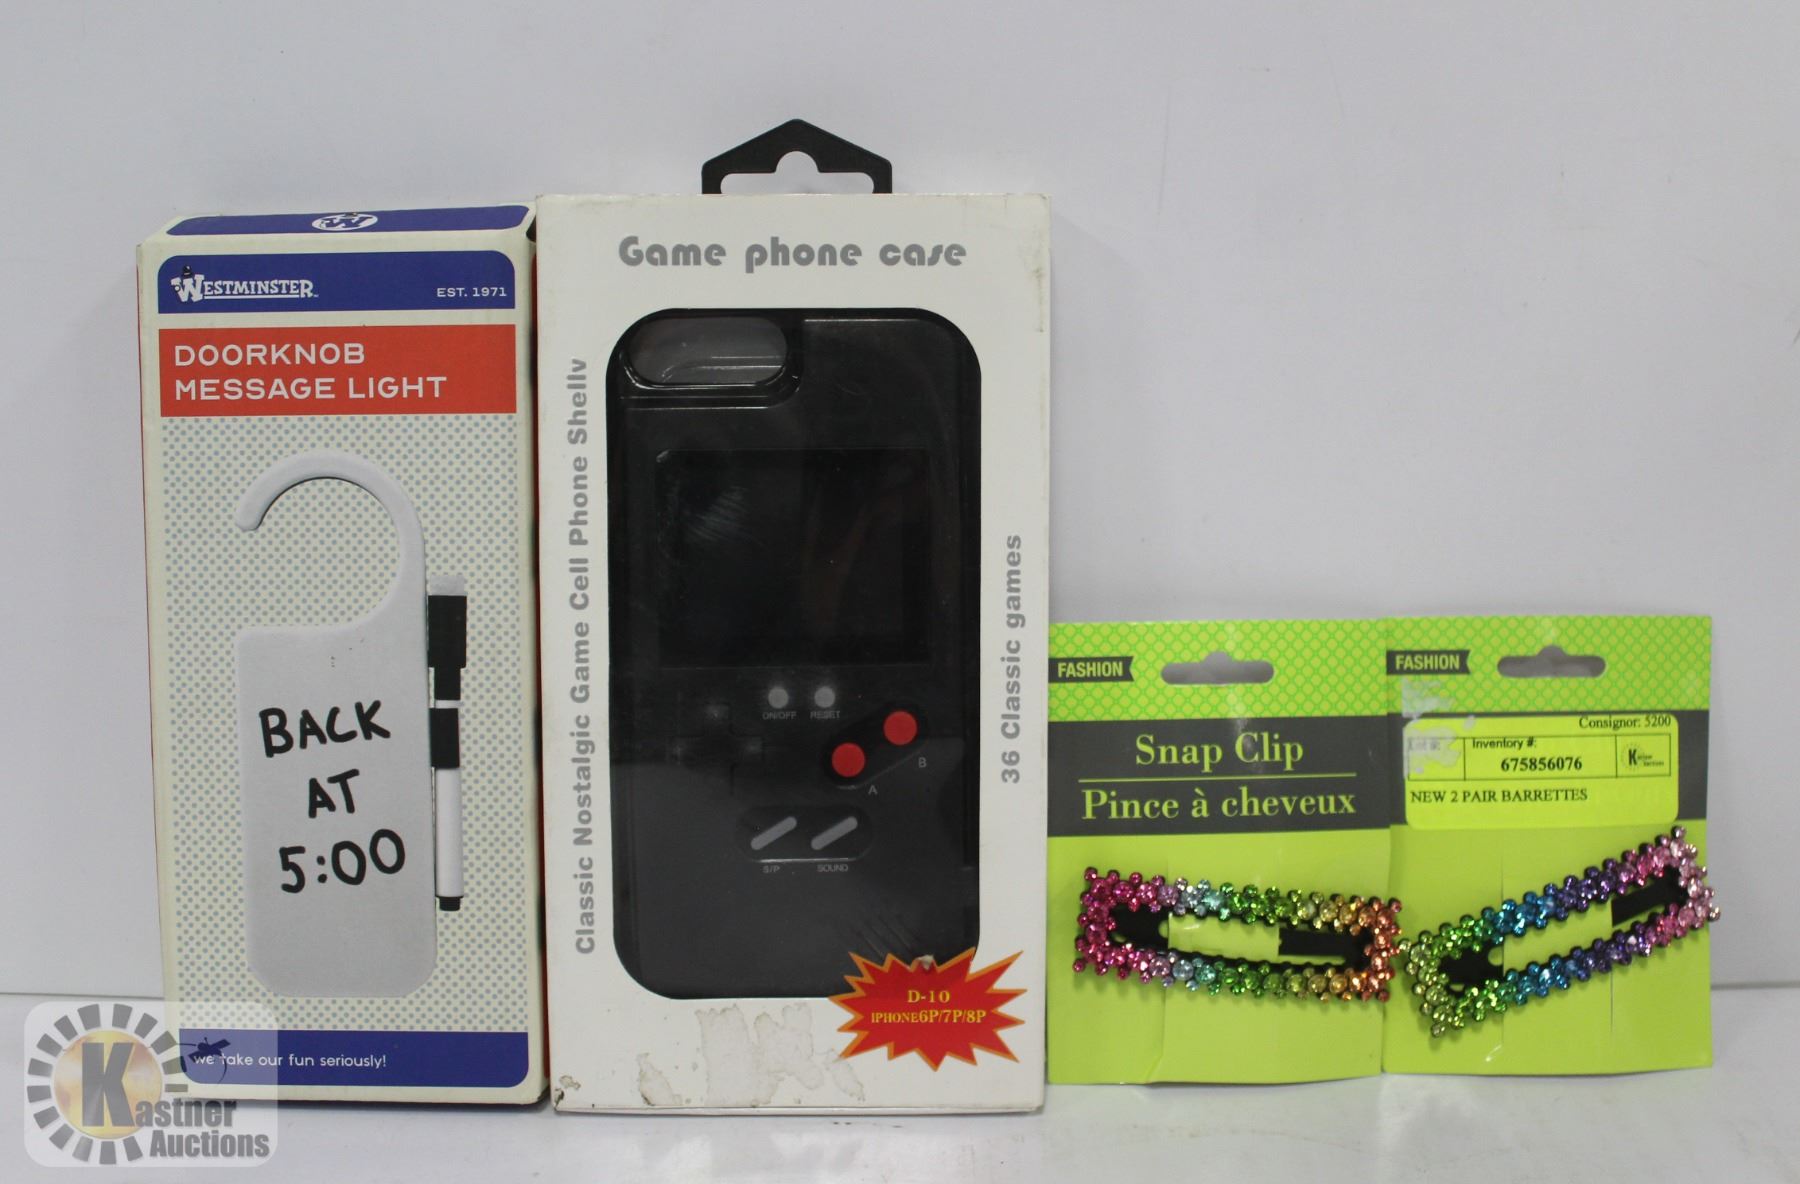 WESTMINSTER
EST. 1971
DOORKNOB
MESSAGE LIGHT
BACK
AT
5:00
we take our fun seriously!
Game phone case
Classic Nostalgic Game Cell Phone Shellv
36 Classic games
ON/OFF RESET
B
A
S/P SOUND
D-10
IPHONE6P/7P/8P
FASHION
Snap Clip
Pince à cheveux
FASHION
Consignor: 5200
Inventory #:
675856076
NEW 2 PAIR BARRETTES
Kastner
Auctions